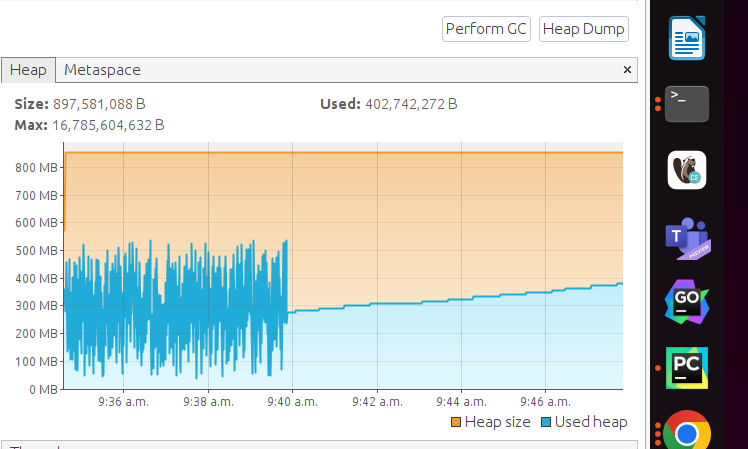 Perform GC Heap Dump
Heap Metaspace ×
Size: 897,581,088 B Used: 402,742,272 B
Max: 16,785,604,632 B
800 MB
700 MB
600 MB
500 MB
400 MB
300 MB
200 MB
100 MB
0 MB
9:36 a.m. 9:38 a.m. 9:40 a.m. 9:42 a.m. 9:44 a.m. 9:46 a.m.
Heap size Used heap
>_
CE
T
PREVIEW
GO
PC